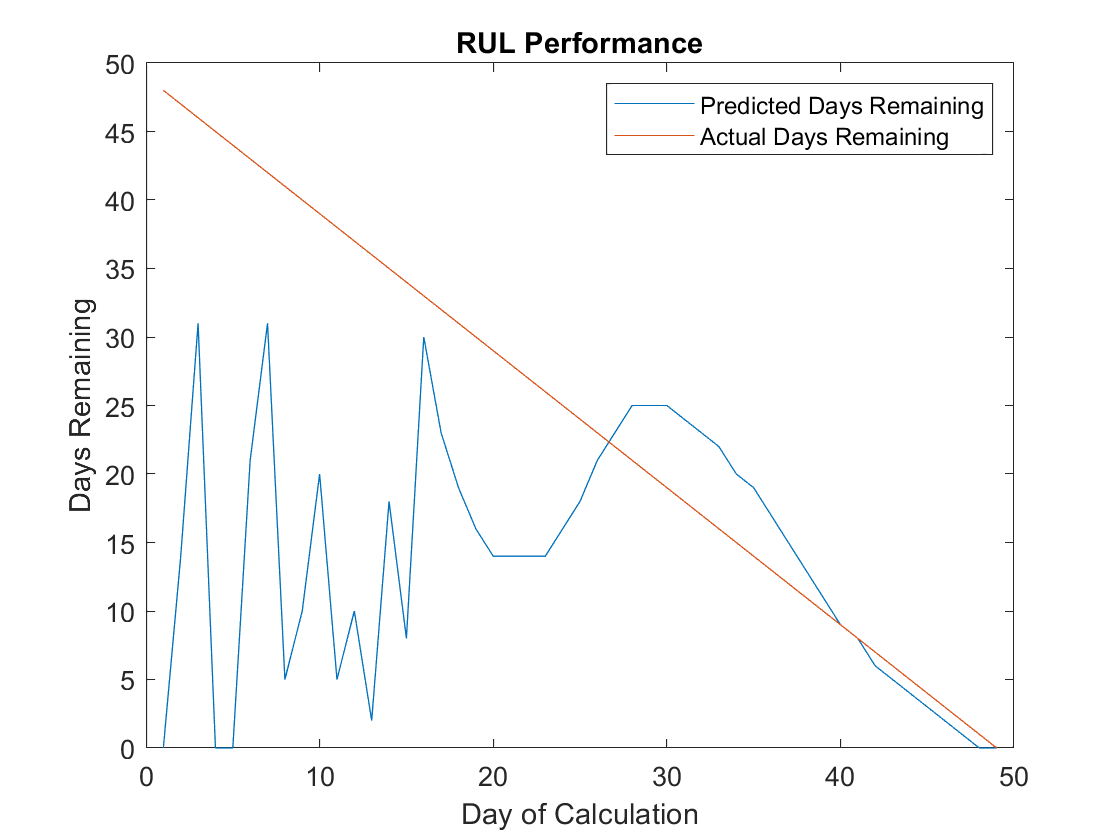 RUL Performance
50
45
40
35
30
25
20
15
10
5
0
Days Remaining
Predicted Days Remaining
Actual Days Remaining
0 10 20 30 40 50
Day of Calculation